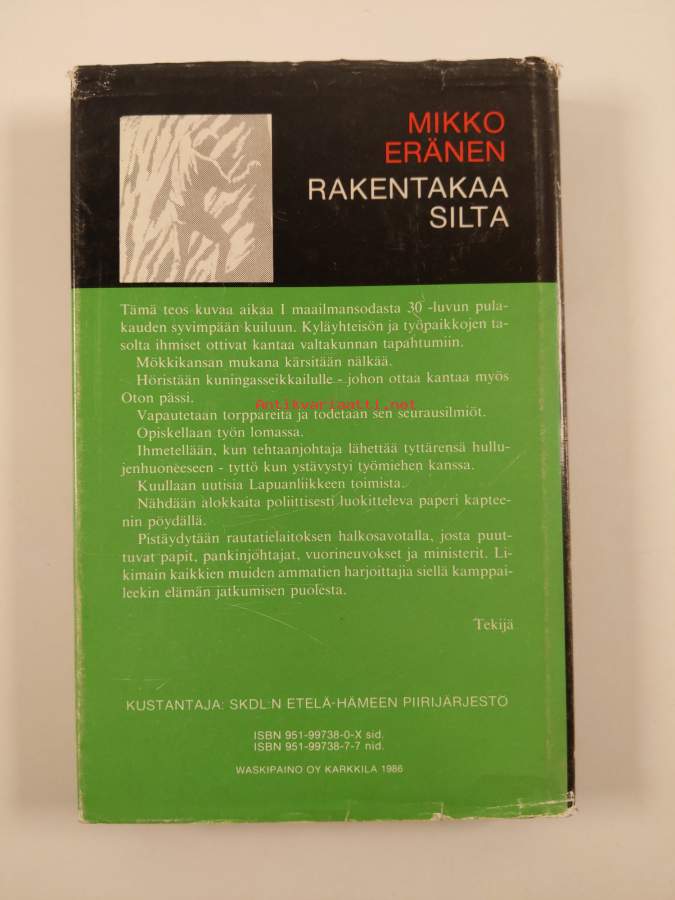 MIKKO
ERÄNEN
RAKENTAKAA
SILTA
Tämä teos kuvaa aikaa I maailmansodasta 30 -luvun pula-
kauden syvimpään kuiluun. Kyläyhteisön ja työpaikkojen ta-
solta ihmiset ottivat kantaa valtakunnan tapahtumiin.
Mökkikansan mukana kärsitään nälkää.
Höristään kuningasseikkailulle - johon ottaa kantaa myös
Oton pässi.
Antikvariaatti.net
Vapautetaan torppareita ja todetaan sen seurausilmiöt.
Opiskellaan työn lomassa.
Ihmetellään, kun tehtaanjohtaja lähettää tyttärensä hullu-
jenhuoneeseen - tyttö kun ystävystyi työmiehen kanssa.
Kuullaan uutisia Lapuanliikkeen toimista.
Nähdään alokkaita poliittisesti luokitteleva paperi kaptee-
nin pöydällä.
Pistäydytään rautatielaitoksen halkosavotalla, josta puut-
tuvat papit, pankinjohtajat, vuorineuvokset ja ministerit. Li-
kimain kaikkien muiden ammatien harjoittajia siellä kamppai-
leekin elämän jatkumisen puolesta.
Tekijä
KUSTANTAJA: SKDL:N ETELÄ-HÄMEEN PIIRIJÄRJESTÖ
ISBN 951-99738-0-X sid.
ISBN 951-99738-7-7 nid.
WASKIPAINO OY KARKKILA 1986